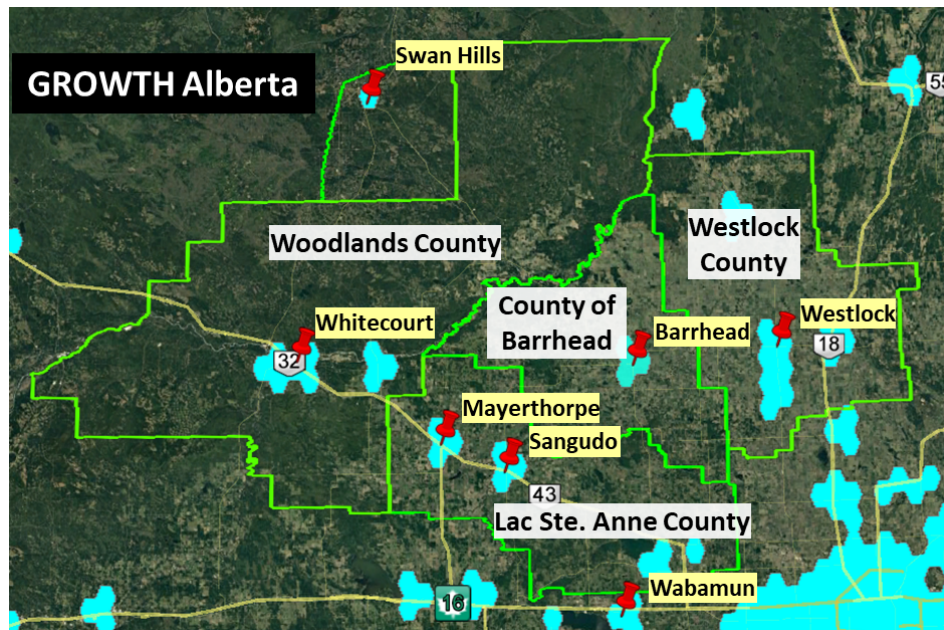 Swan Hills
GROWTH Alberta
55
Woodlands County
Westlock
County
County of
Barrhead
Whitecourt
32
Barrhead
Westlock
18
Mayerthorpe
Sangudo
43
Lac Ste. Anne County
Wabamun
16